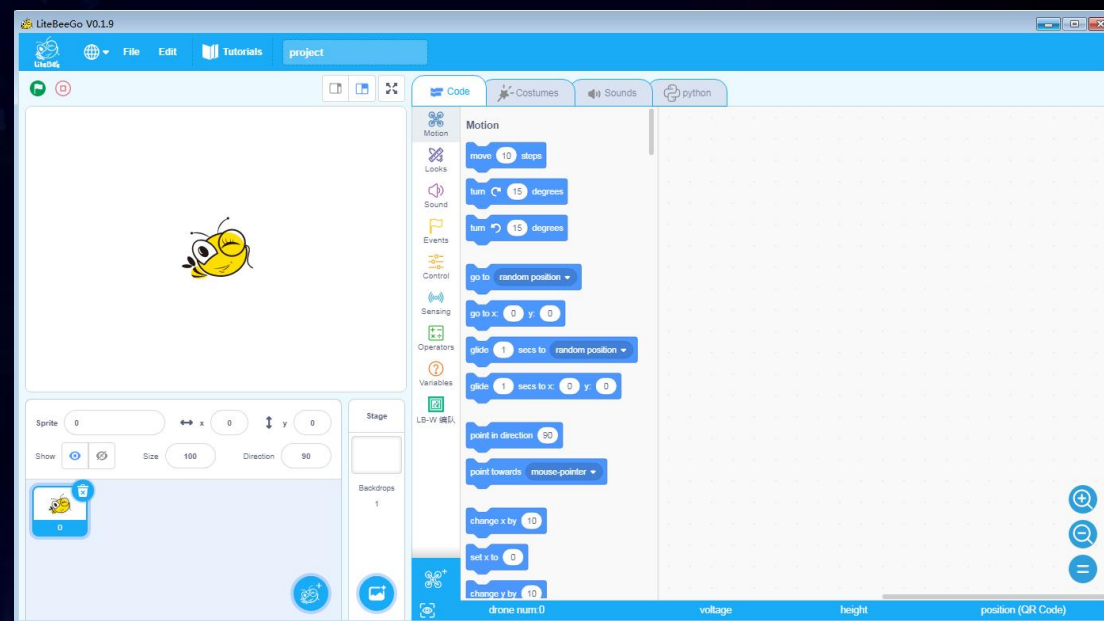 LiteBeeGo V0.1.9
LiteBee
File Edit Tutorials project
Code Costumes Sounds python
Motion
Looks
Sound
Events
Control
Sensing
Operators
Variables
LB-W 编队
Motion
move 10 steps
turn 15 degrees
turn 15 degrees
go to random position
go to x: 0 y: 0
glide 1 secs to random position
glide 1 secs to x: 0 y: 0
point in direction 90
point towards mouse-pointer
change x by 10
set x to 0
change y by 10
Sprite 0 x 0 y 0
Show Size 100 Direction 90
0
Stage
Backdrops
1
drone num:0 voltage height position (QR Code)